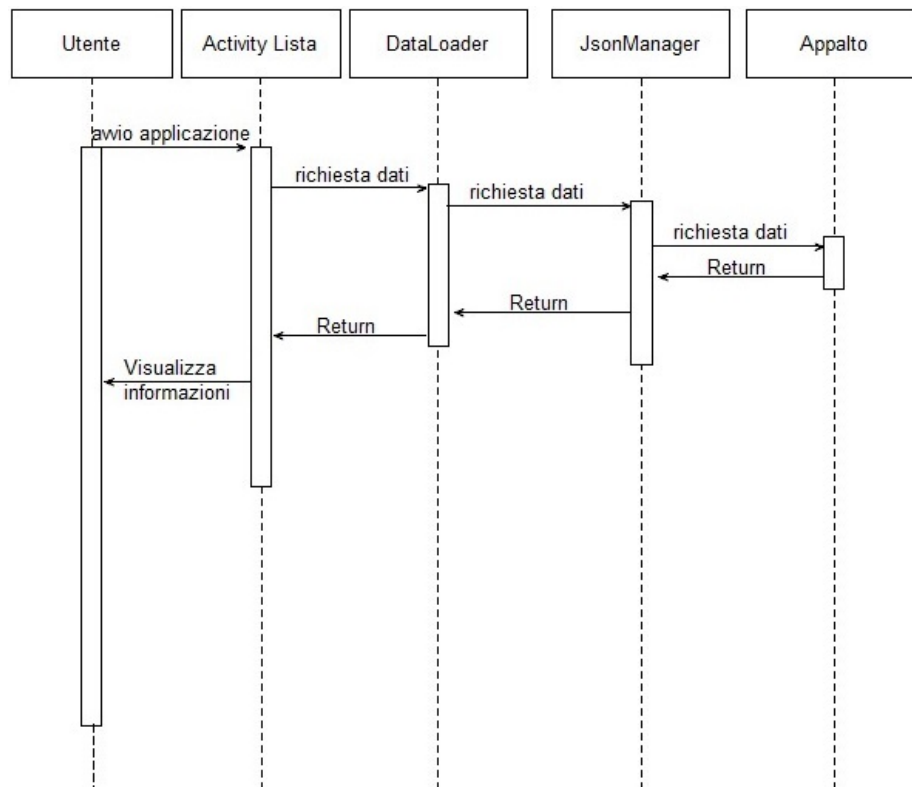 Utente
Activity Lista
DataLoader
JsonManager
Appalto
avvio applicazione
richiesta dati
richiesta dati
richiesta dati
Return
Return
Return
Visualizza
informazioni